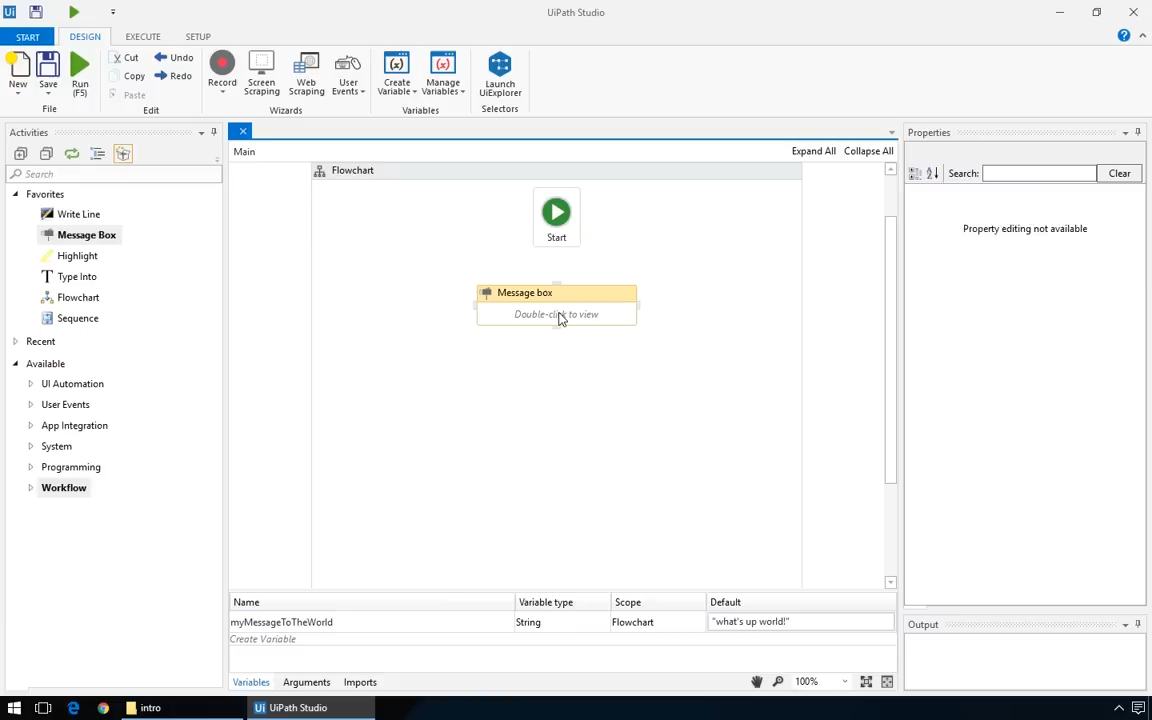 Ui
UiPath Studio
START DESIGN EXECUTE SETUP
New Save Run (F5) Cut Copy Paste Undo Redo Record Screen Scraping Web Scraping User Events Create Variable Manage Variables Launch UiExplorer
File Edit Wizards Variables Selectors
Activities
Search
Favorites
Write Line
Message Box
Highlight
Type Into
Flowchart
Sequence
Recent
Available
UI Automation
User Events
App Integration
System
Programming
Workflow
Main Expand All Collapse All
Flowchart
Start
Message box
Double-click to view
Name Variable type Scope Default
myMessageToTheWorld String Flowchart "what's up world!"
Create Variable
Variables Arguments Imports 100%
Properties
Search: Clear
Property editing not available
Output
intro UiPath Studio